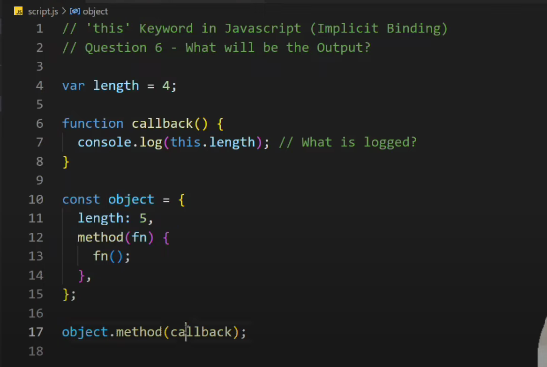 script.js > object
1 // 'this' Keyword in Javascript (Implicit Binding)
2 // Question 6 - What will be the Output?
3
4 var length = 4;
5
6 function callback() {
7   console.log(this.length); // What is logged?
8 }
9
10 const object = {
11   length: 5,
12   method(fn) {
13     fn();
14   },
15 };
16
17 object.method(callback);
18